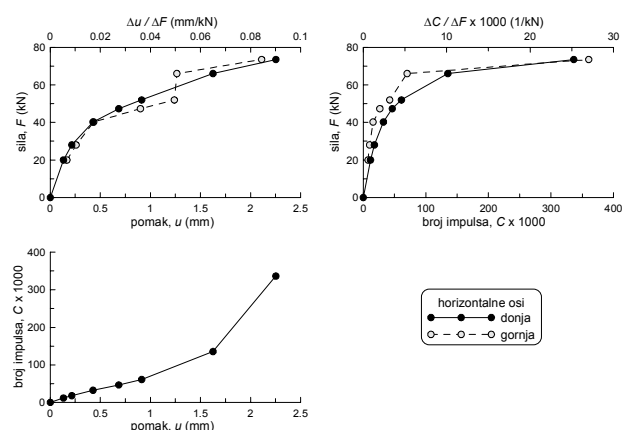 Δu / ΔF (mm/kN)
0 0.02 0.04 0.06 0.08 0.1
80
60
40
20
0
sila, F (kN)
0 0.5 1 1.5 2 2.5
pomak, u (mm)
ΔC / ΔF x 1000 (1/kN)
0 10 20 30
80
60
40
20
0
sila, F (kN)
0 100 200 300 400
broj impulsa, C x 1000
400
300
200
100
0
broj impulsa, C x 1000
0 0.5 1 1.5 2 2.5
pomak, u (mm)
horizontalne osi
donja
gornja